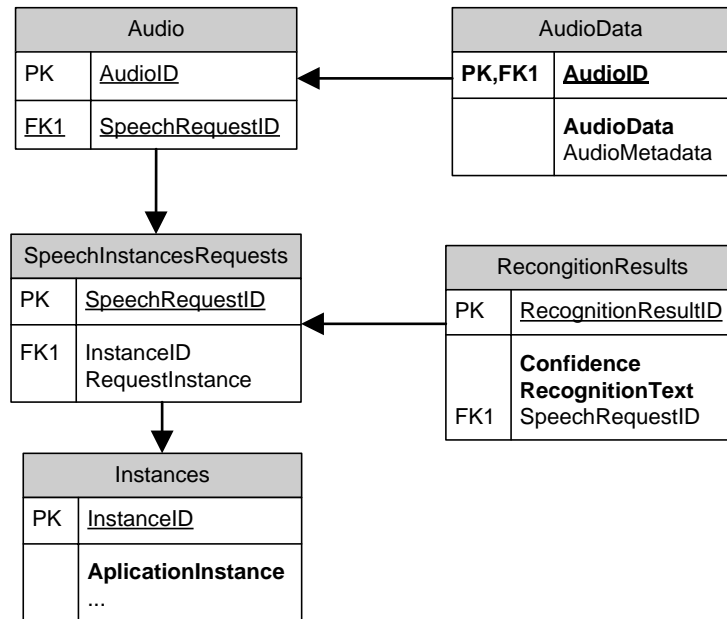 Audio
PK AudioID
FK1 SpeechRequestID
AudioData
PK,FK1 AudioID
AudioData
AudioMetadata
SpeechInstancesRequests
PK SpeechRequestID
FK1 InstanceID
RequestInstance
RecongitionResults
PK RecognitionResultID
Confidence
RecognitionText
FK1 SpeechRequestID
Instances
PK InstanceID
AplicationInstance
...